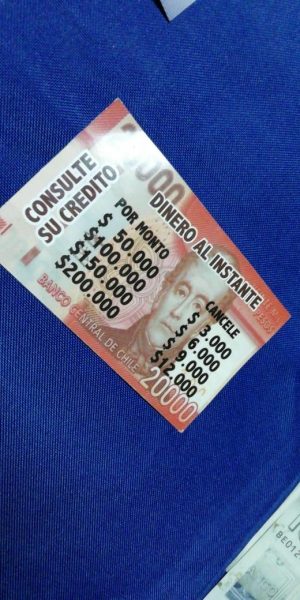 CONSULTE
SU CREDITO
DINERO AL INSTANTE
POR MONTO
$ 50.000
$100.000
$150.000
$200.000
CANCELE
$ 3.000
$ 6.000
$ 9.000
$12.000
BANCO CENTRAL DE CHILE
20000
BE012